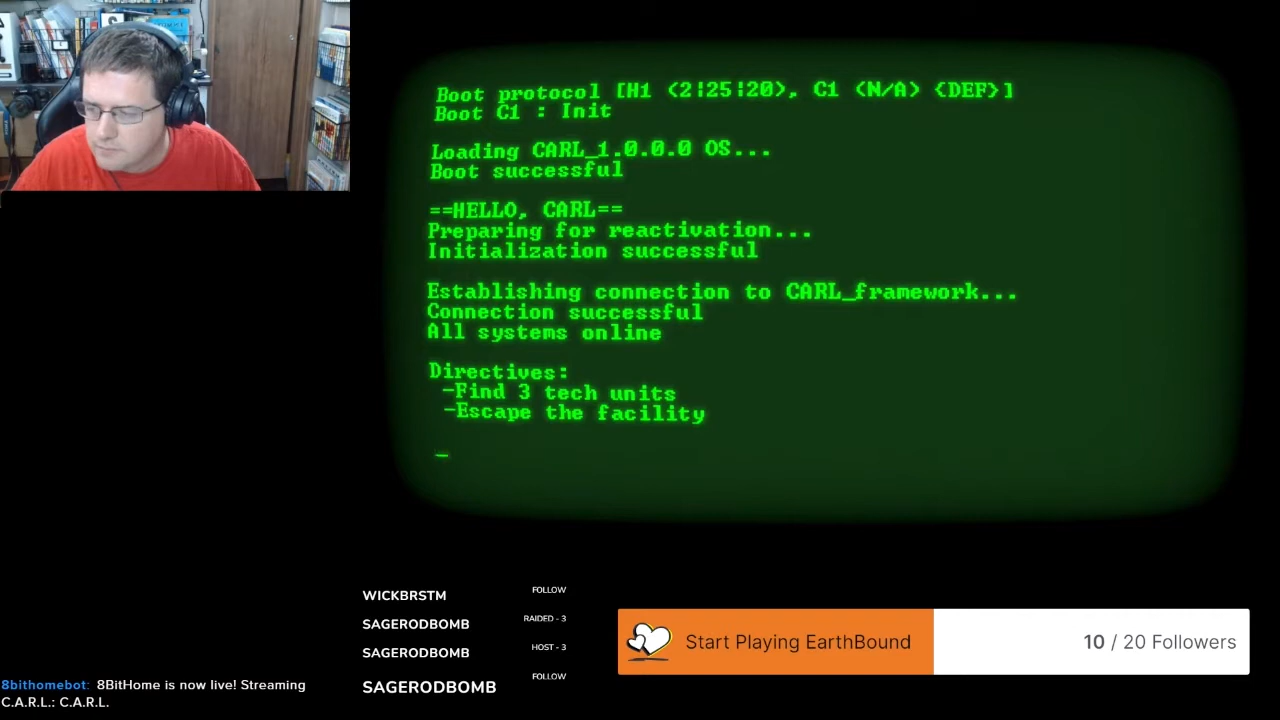 Boot protocol [H1 (2:25:20), C1 (N/A) {DEF}]
Boot C1 : Init
Loading CARL_1.0.0.0 OS...
Boot successful
==HELLO, CARL==
Preparing for reactivation...
Initialization successful
Establishing connection to CARL_framework...
Connection successful
All systems online
Directives:
-Find 3 tech units
-Escape the facility
_
WICKBRSTM FOLLOW
SAGERODBOMB RAIDED - 3
SAGERODBOMB HOST - 3
SAGERODBOMB FOLLOW
Start Playing EarthBound 10 / 20 Followers
8bithomebot: 8BitHome is now live! Streaming
C.A.R.L.: C.A.R.L.